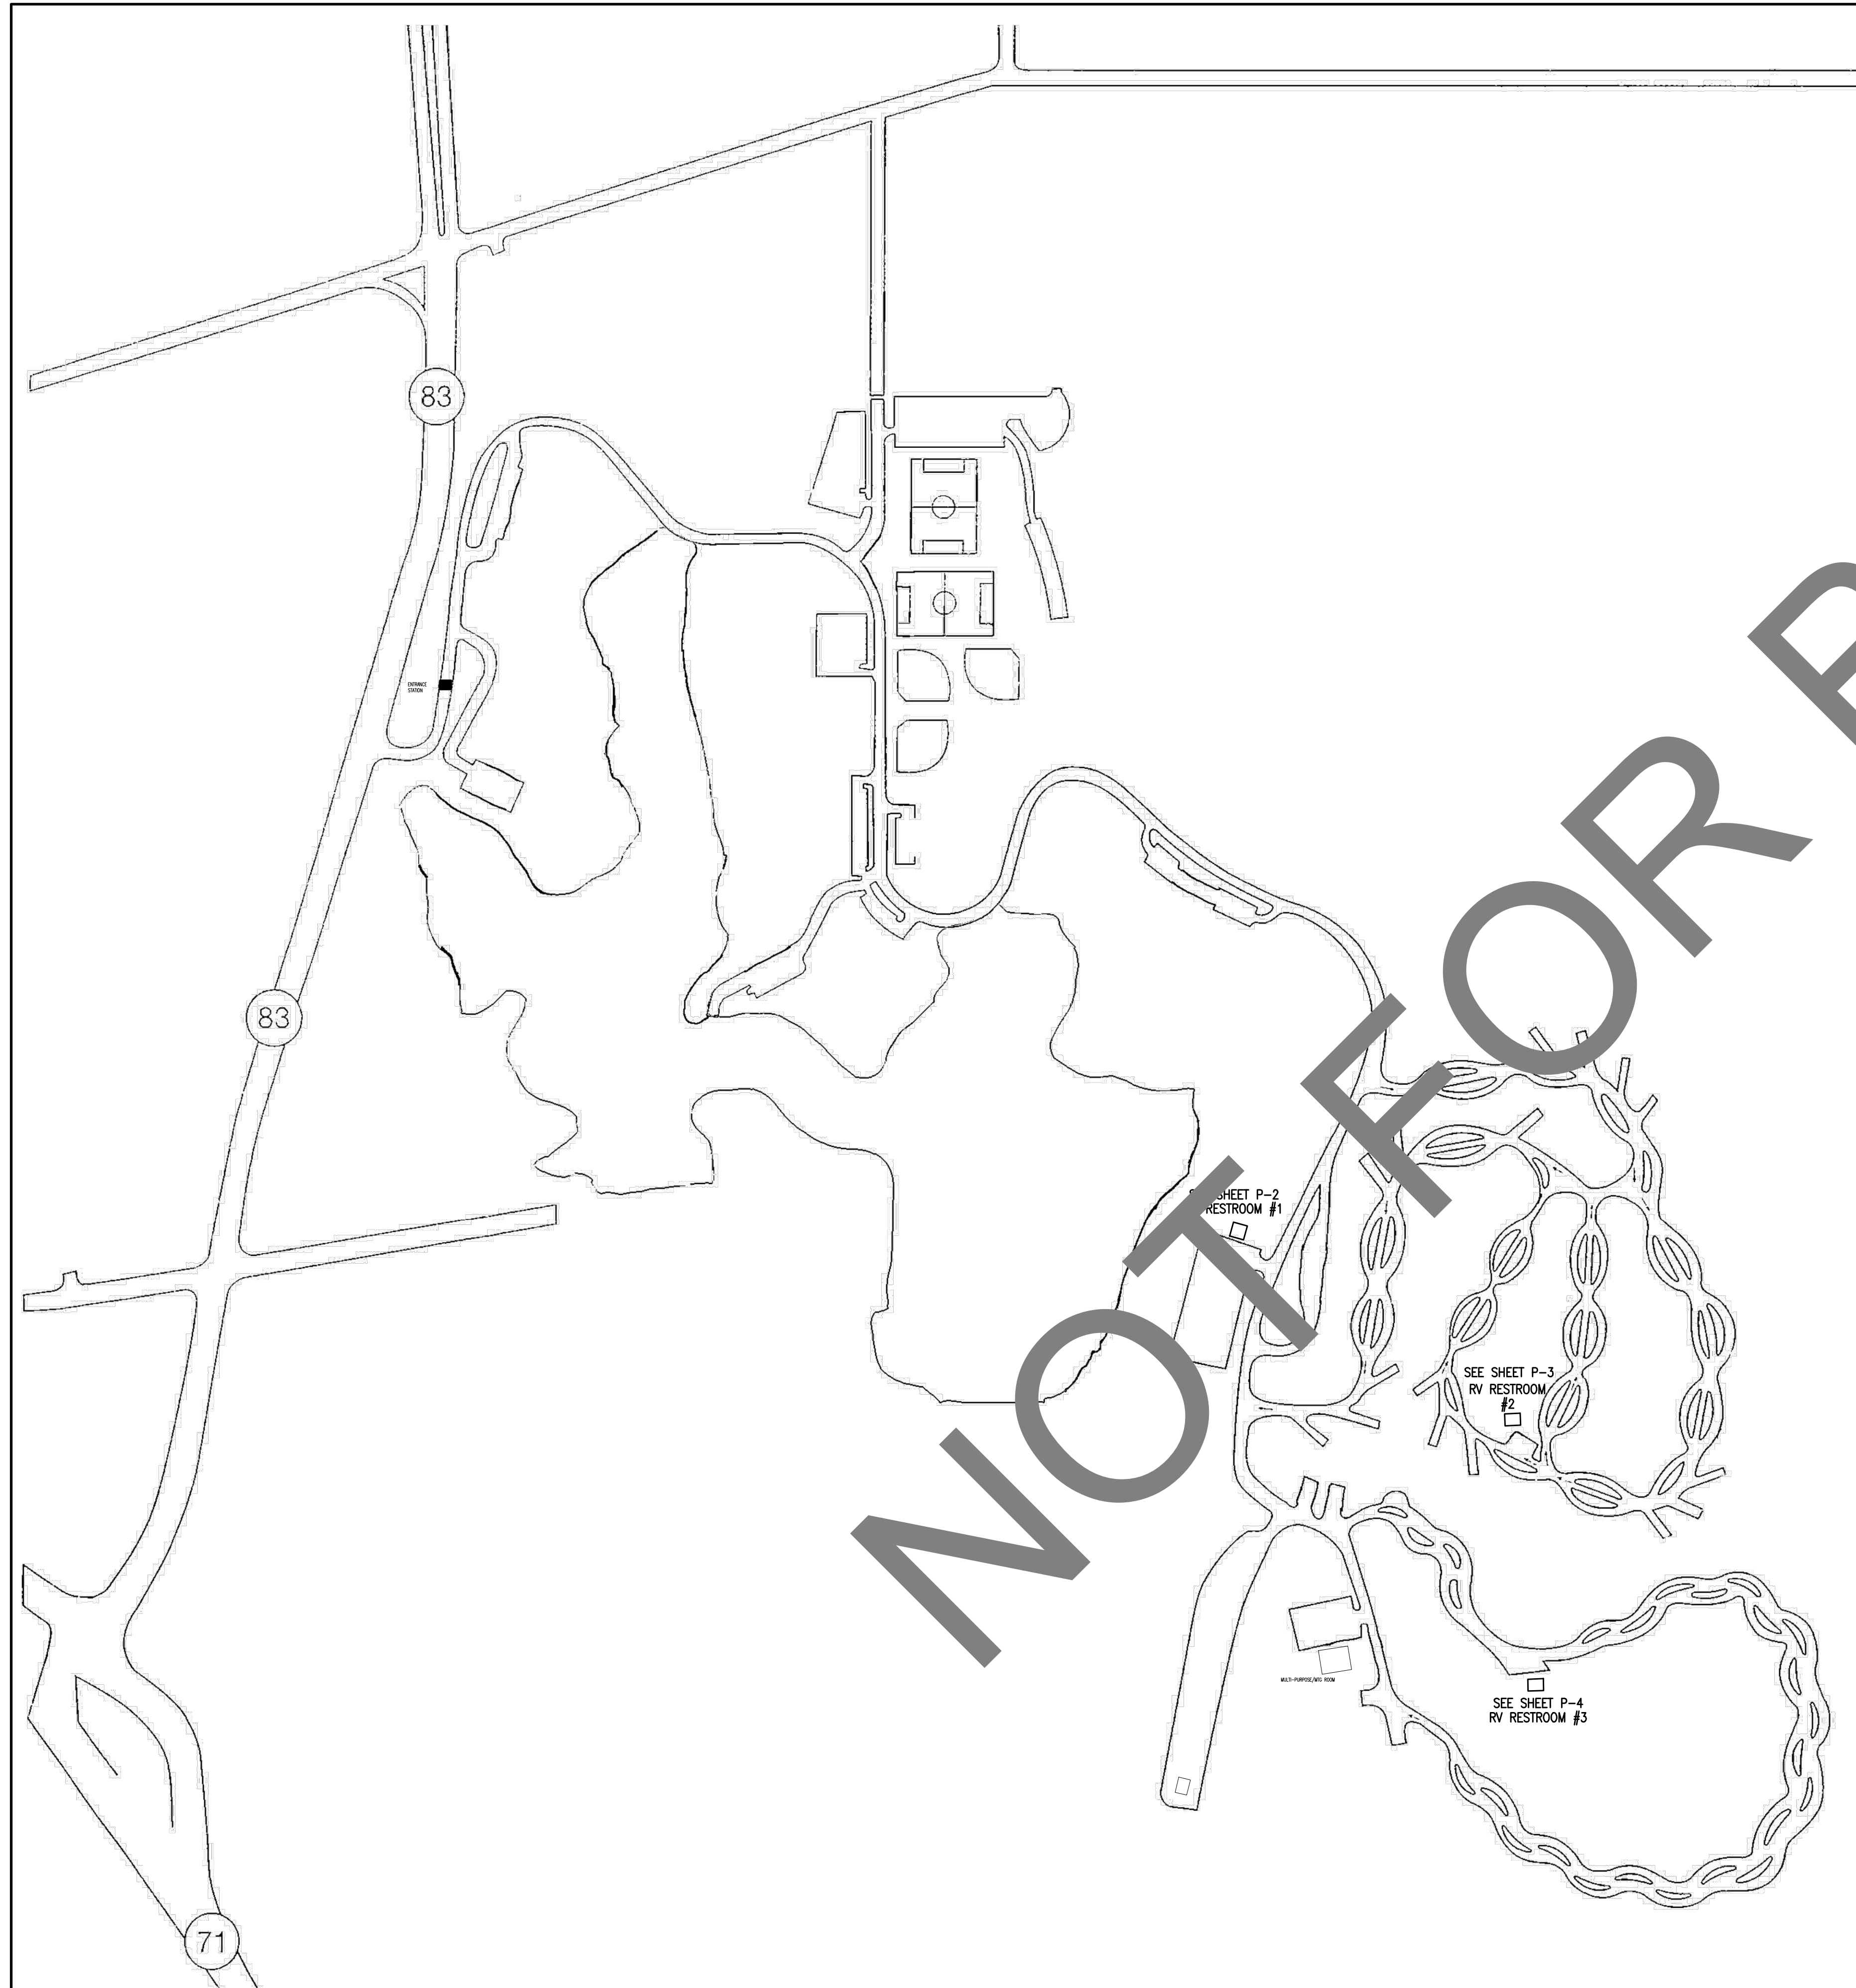 83
ENTRANCE
STATION
83
SHEET P-2
RESTROOM #1
SEE SHEET P-3
RV RESTROOM
#2
MULTI-PURPOSE/MTG ROOM
SEE SHEET P-4
RV RESTROOM #3
71
NOT FOR